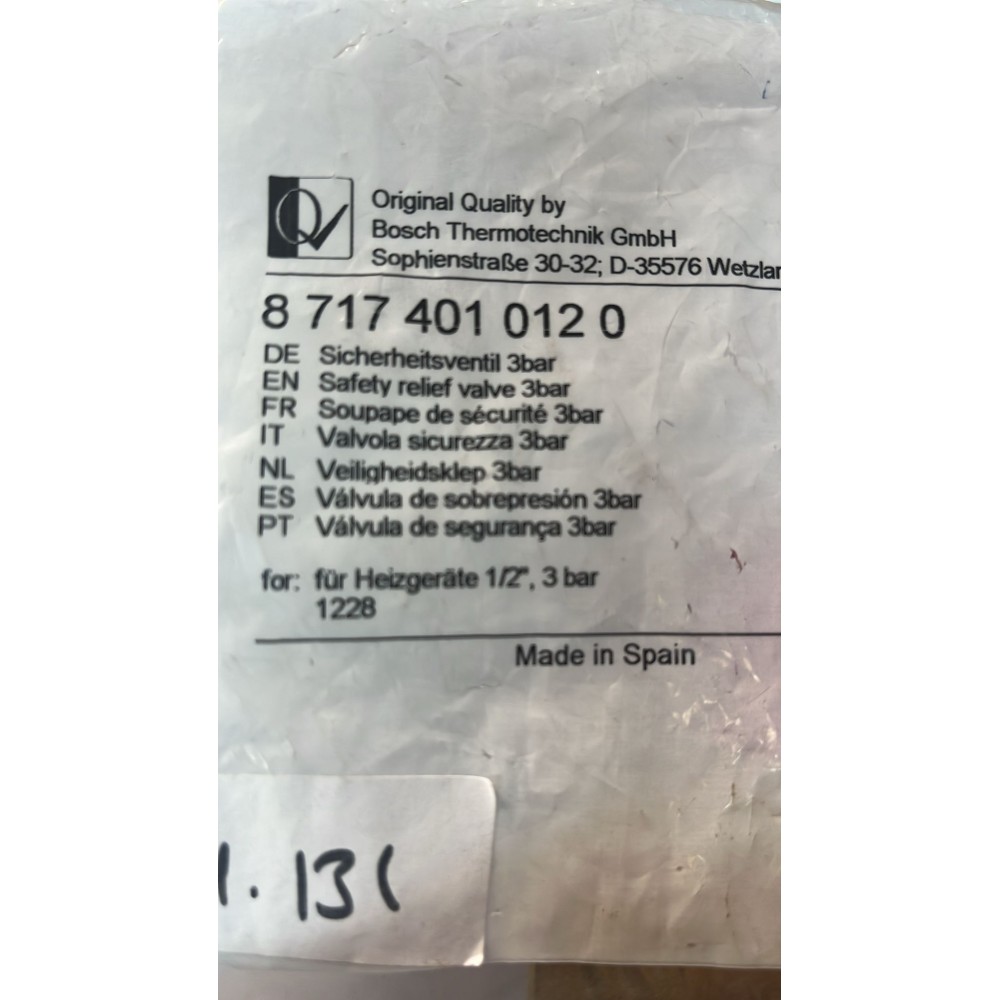 Original Quality by
Bosch Thermotechnik GmbH
Sophienstraße 30-32; D-35576 Wetzlar
8 717 401 012 0
DE Sicherheitsventil 3bar
EN Safety relief valve 3bar
FR Soupape de sécurité 3bar
IT Valvola sicurezza 3bar
NL Veiligheidsklep 3bar
ES Válvula de sobrepresión 3bar
PT Válvula de segurança 3bar
for: für Heizgeräte 1/2", 3 bar
1228
Made in Spain